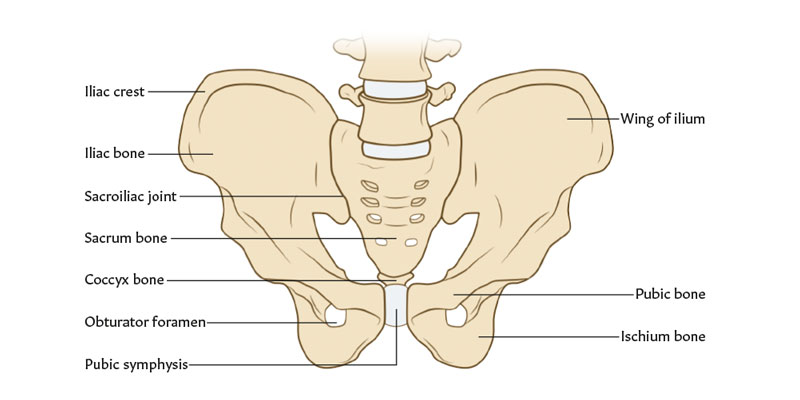 Iliac crest
Wing of ilium
Iliac bone
Sacroiliac joint
Sacrum bone
Coccyx bone
Pubic bone
Obturator foramen
Ischium bone
Pubic symphysis